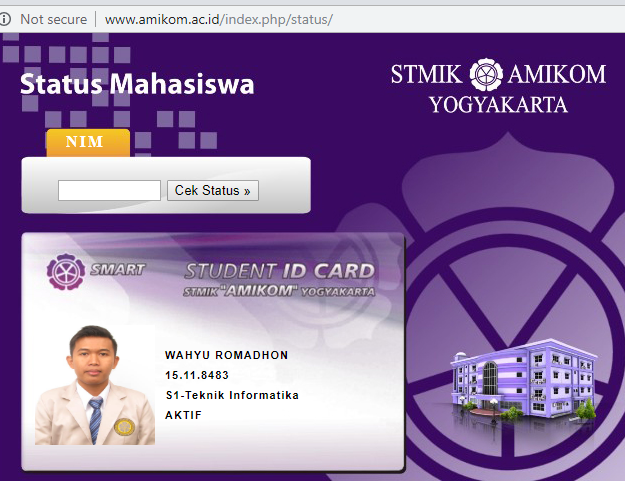 Not secure | www.amikom.ac.id/index.php/status/
Status Mahasiswa
STMIK AMIKOM
YOGYAKARTA
NIM
Cek Status »
SMART
STUDENT ID CARD
STMIK "AMIKOM" YOGYAKARTA
WAHYU ROMADHON
15.11.8483
S1-Teknik Informatika
AKTIF